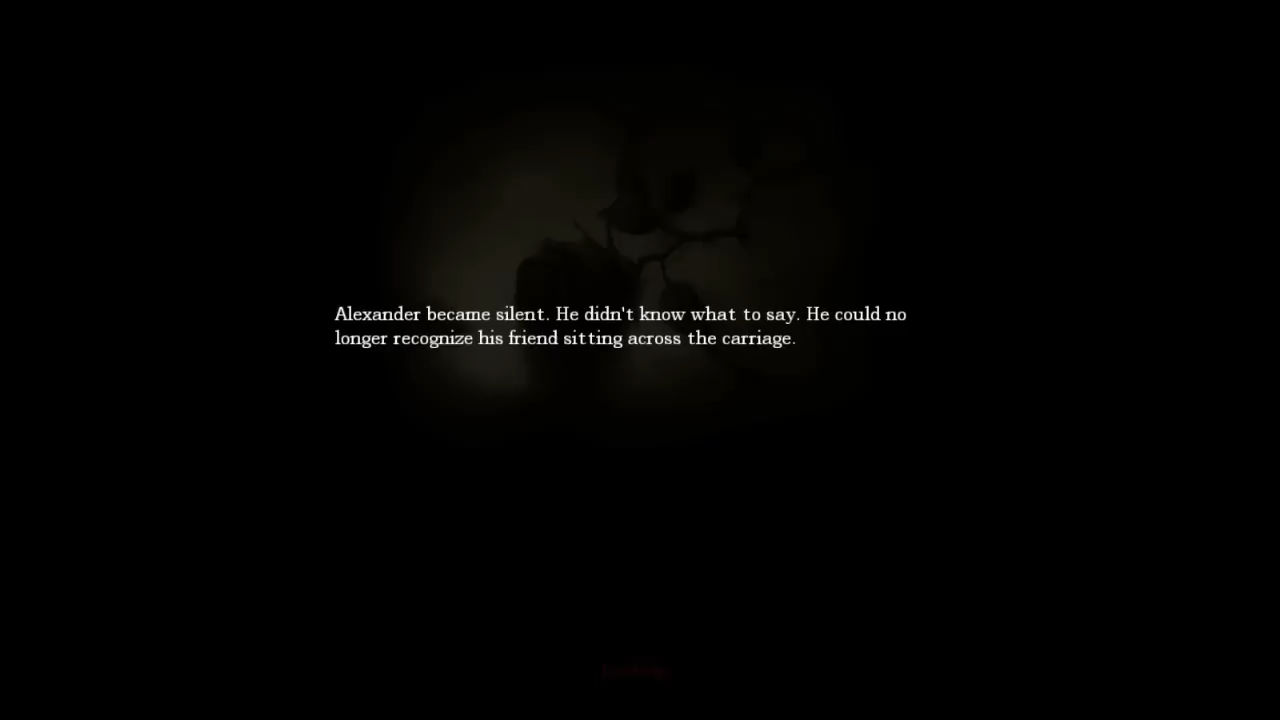 Alexander became silent. He didn't know what to say. He could no
longer recognize his friend sitting across the carriage.